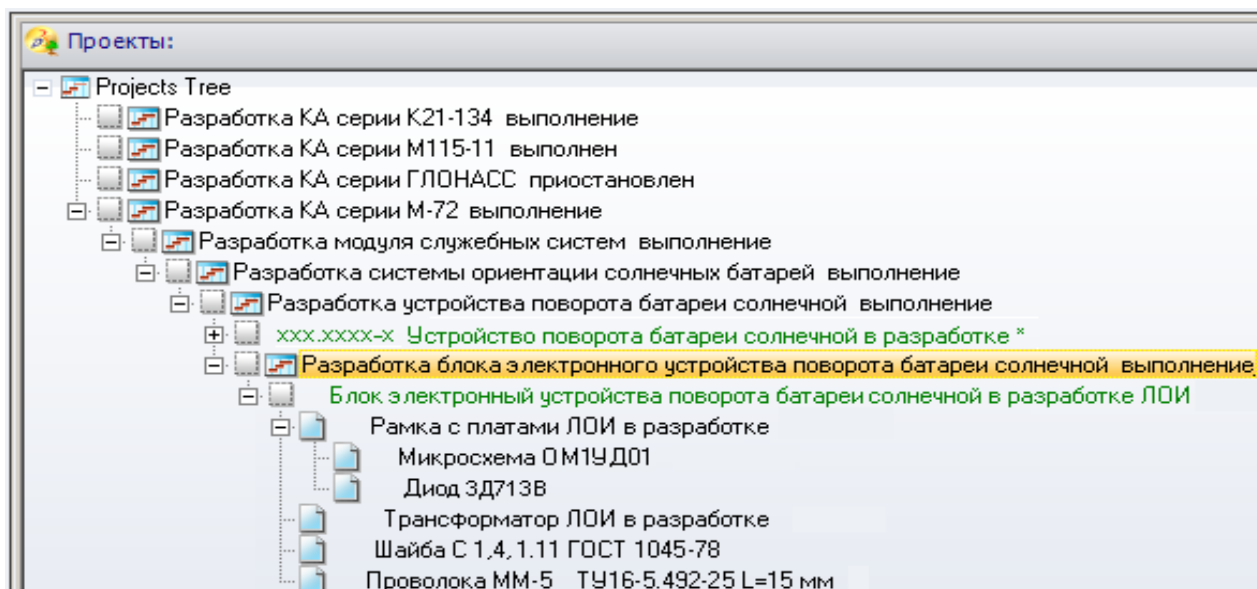 Проекты:
Projects Tree
Разработка КА серии К21-134 выполнение
Разработка КА серии М115-11 выполнен
Разработка КА серии ГЛОНАСС приостановлен
Разработка КА серии М-72 выполнение
Разработка модуля служебных систем выполнение
Разработка системы ориентации солнечных батарей выполнение
Разработка устройства поворота батареи солнечной выполнение
xxx.xxxx-x Устройство поворота батареи солнечной в разработке *
Разработка блока электронного устройства поворота батареи солнечной выполнение
Блок электронный устройства поворота батареи солнечной в разработке ЛОИ
Рамка с платами ЛОИ в разработке
Микросхема ОМ1УД01
Диод 3Д713В
Трансформатор ЛОИ в разработке
Шайба С 1,4,1.11 ГОСТ 1045-78
Проволока ММ-5 ТУ16-5.492-25 L=15 мм